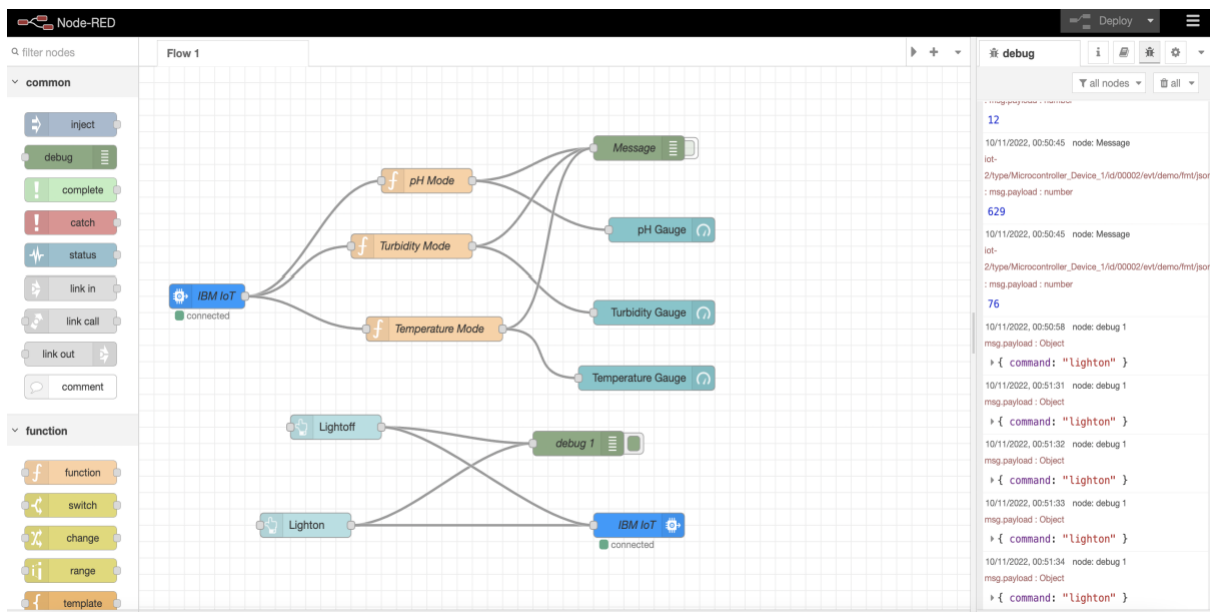 Node-RED
Deploy
filter nodes
Flow 1
debug
i
all nodes
all
common
inject
debug
complete
catch
status
link in
link call
link out
comment
function
function
switch
change
range
template
Message
pH Mode
pH Gauge
Turbidity Mode
IBM IoT
connected
Turbidity Gauge
Temperature Mode
Temperature Gauge
Lightoff
debug 1
Lighton
IBM IoT
connected
: msg.payload : number
12
10/11/2022, 00:50:45 node: Message
iot-
2/type/Microcontroller_Device_1/id/00002/evt/demo/fmt/json
: msg.payload : number
629
10/11/2022, 00:50:45 node: Message
iot-
2/type/Microcontroller_Device_1/id/00002/evt/demo/fmt/json
: msg.payload : number
76
10/11/2022, 00:50:58 node: debug 1
msg.payload : Object
{ command: "lighton" }
10/11/2022, 00:51:31 node: debug 1
msg.payload : Object
{ command: "lighton" }
10/11/2022, 00:51:32 node: debug 1
msg.payload : Object
{ command: "lighton" }
10/11/2022, 00:51:33 node: debug 1
msg.payload : Object
{ command: "lighton" }
10/11/2022, 00:51:34 node: debug 1
msg.payload : Object
{ command: "lighton" }